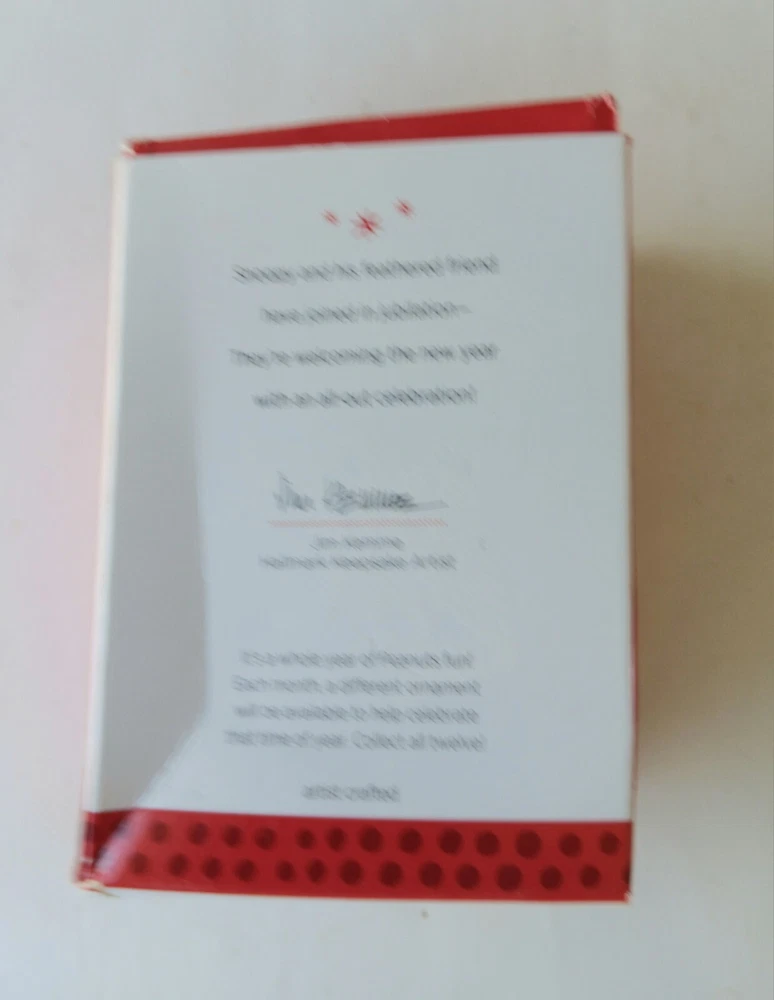 Snoopy and his feathered friend
have joined in jubilation—
They're welcoming the new year
with an all-out celebration!
Hallmark Keepsake Artist
It's a whole year of Peanuts fun!
Each month, a different ornament
will be available to help celebrate
that time of year. Collect all twelve!
artist crafted